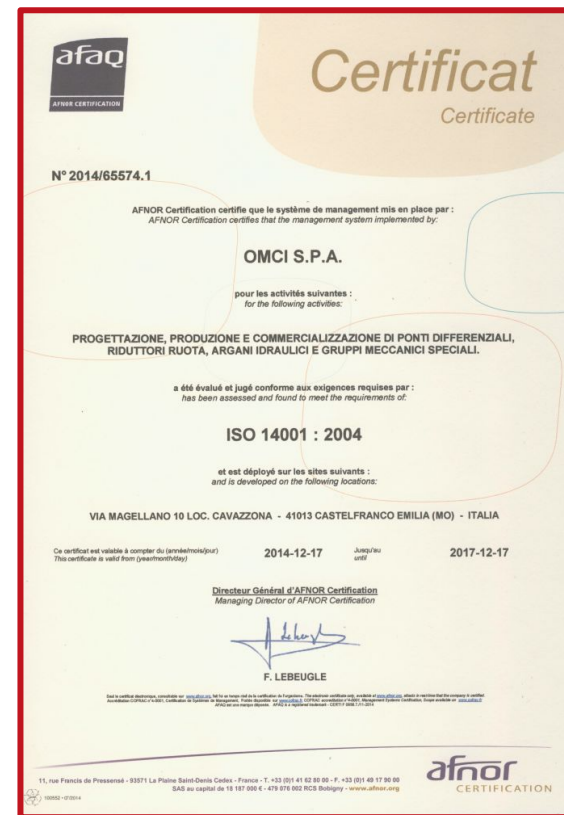 afaq
AFNOR CERTIFICATION
Certificat
Certificate
N° 2014/65574.1
AFNOR Certification certifie que le système de management mis en place par :
AFNOR Certification certifies that the management system implemented by:
OMCI S.P.A.
pour les activités suivantes :
for the following activities:
PROGETTAZIONE, PRODUZIONE E COMMERCIALIZZAZIONE DI PONTI DIFFERENZIALI,
RIDUTTORI RUOTA, ARGANI IDRAULICI E GRUPPI MECCANICI SPECIALI.
a été évalué et jugé conforme aux exigences requises par :
has been assessed and found to meet the requirements of:
ISO 14001 : 2004
et est déployé sur les sites suivants :
and is developed on the following locations:
VIA MAGELLANO 10 LOC. CAVAZZONA - 41013 CASTELFRANCO EMILIA (MO) - ITALIA
Ce certificat est valable à compter du (année/mois/jour) 2014-12-17 Jusqu'au 2017-12-17
This certificate is valid from (year/month/day) until
Directeur Général d'AFNOR Certification
Managing Director of AFNOR Certification
F. LEBEUGLE
11, rue Francis de Pressensé - 93571 La Plaine Saint-Denis Cedex - France - T. +33 (0)1 41 62 80 00 - F. +33 (0)1 49 17 90 00
SAS au capital de 18 187 000 € - 479 076 002 RCS Bobigny - www.afnor.org
afnor
CERTIFICATION